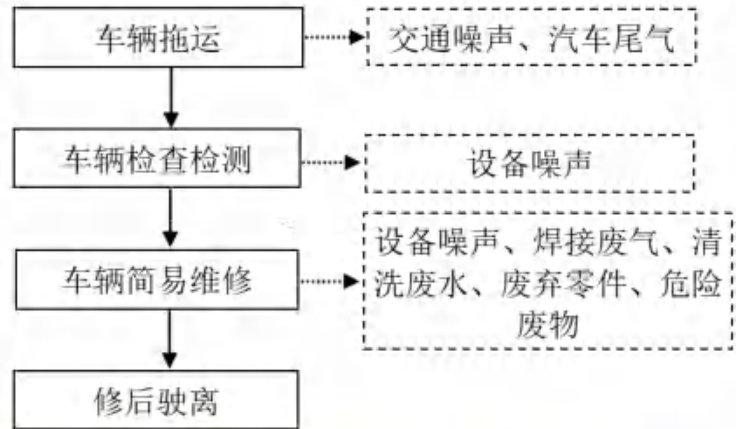 车辆拖运
交通噪声、汽车尾气
车辆检查检测
设备噪声
车辆简易维修
设备噪声、焊接废气、清
洗废水、废弃零件、危险
废物
修后驶离